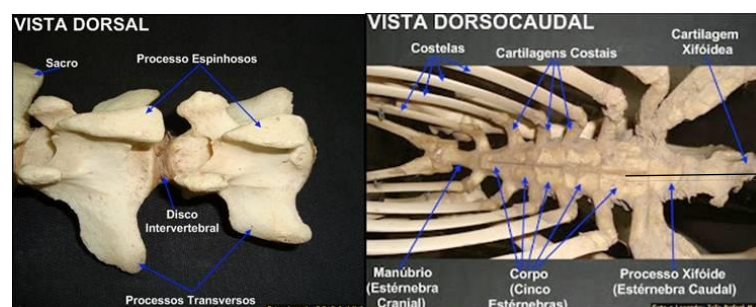 VISTA DORSAL
Sacro
Processo Espinhosos
Disco
Intervertebral
Processos Transversos
VISTA DORSOCAUDAL
Costelas
Cartilagens Costais
Cartilagem
Xifóidea
Manúbrio
(Estérnebra
Cranial)
Corpo
(Cinco
Estérnebras)
Processo Xifóide
(Estérnebra Caudal)